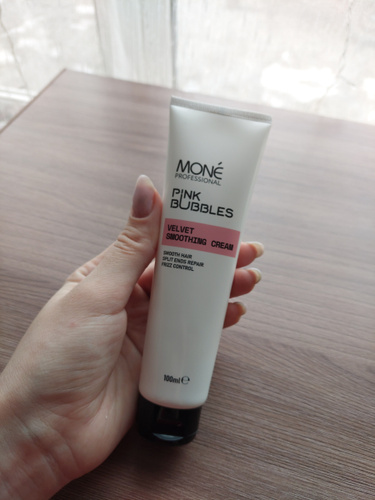 MONÉ
PROFESSIONAL
PINK
BUBBLES
VELVET
SMOOTHING CREAM
SMOOTH HAIR
SPLIT ENDS REPAIR
FRIZZ CONTROL
100ml ℮